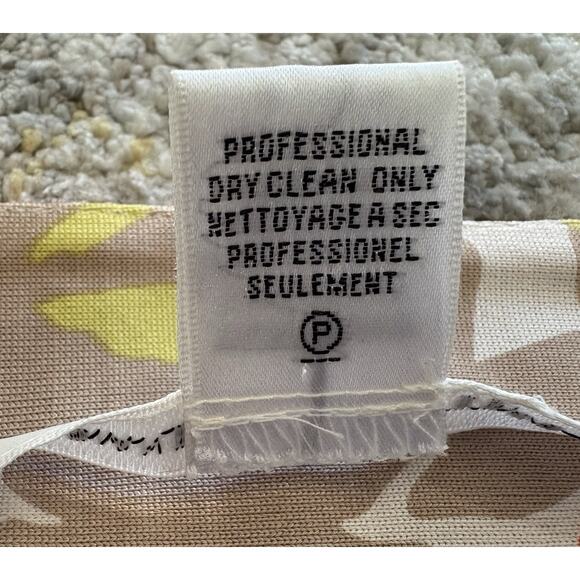 PROFESSIONAL
DRY CLEAN ONLY
NETTOYAGE A SEC
PROFESSIONEL
SEULEMENT
P